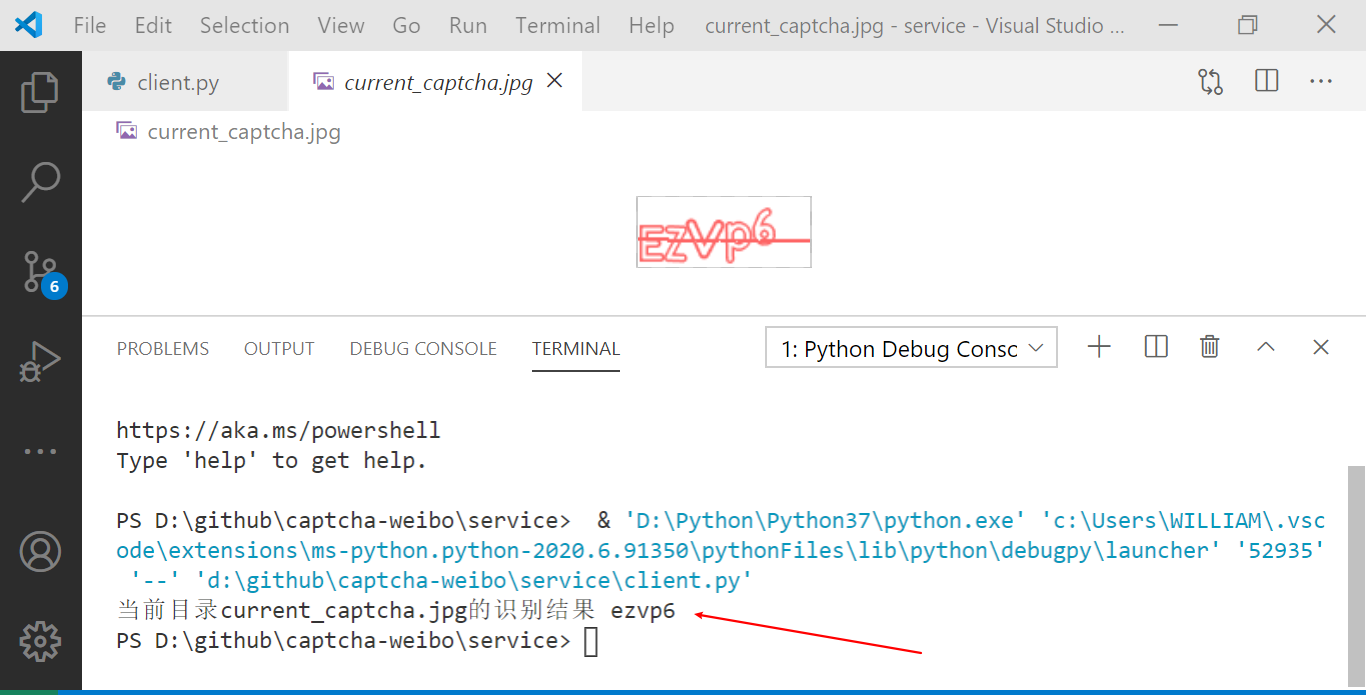 File Edit Selection View Go Run Terminal Help current_captcha.jpg - service - Visual Studio ...
client.py current_captcha.jpg
current_captcha.jpg
EZVp6
6
PROBLEMS OUTPUT DEBUG CONSOLE TERMINAL 1: Python Debug Consc
https://aka.ms/powershell
Type 'help' to get help.
PS D:\github\captcha-weibo\service> & 'D:\Python\Python37\python.exe' 'c:\Users\WILLIAM\.vsc
ode\extensions\ms-python.python-2020.6.91350\pythonFiles\lib\python\debugpy\launcher' '52935'
'--' 'd:\github\captcha-weibo\service\client.py'
当前目录current_captcha.jpg的识别结果 ezvp6
PS D:\github\captcha-weibo\service>